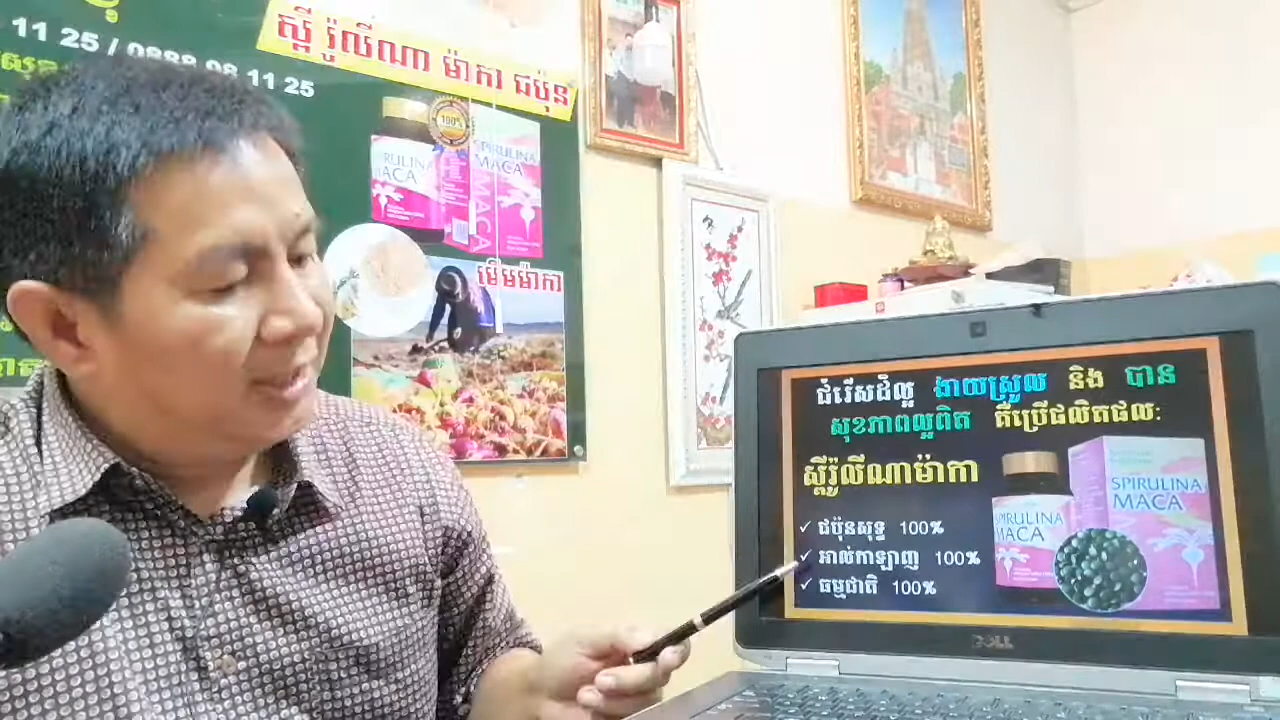 11 25 / 0888 98 11 25
ស្ពី រ៉ូលីណា ម៉ាកា ជប៉ុន
100%
SPIRULINA
MACA
SPIRULINA
MACA
MACA
មើមម៉ាកា
ជំរើសដ៏ល្អ ងាយស្រួល និង បាន
សុខភាពល្អពិត គឺប្រើផលិតផលៈ
ស្ពីរ៉ូលីណាម៉ាកា
✓ ជប៉ុនសុទ្ធ 100%
✓ អាល់កាឡាញ 100%
✓ ធម្មជាតិ 100%
SPIRULINA
MACA
SPIRULINA
MACA
DELL